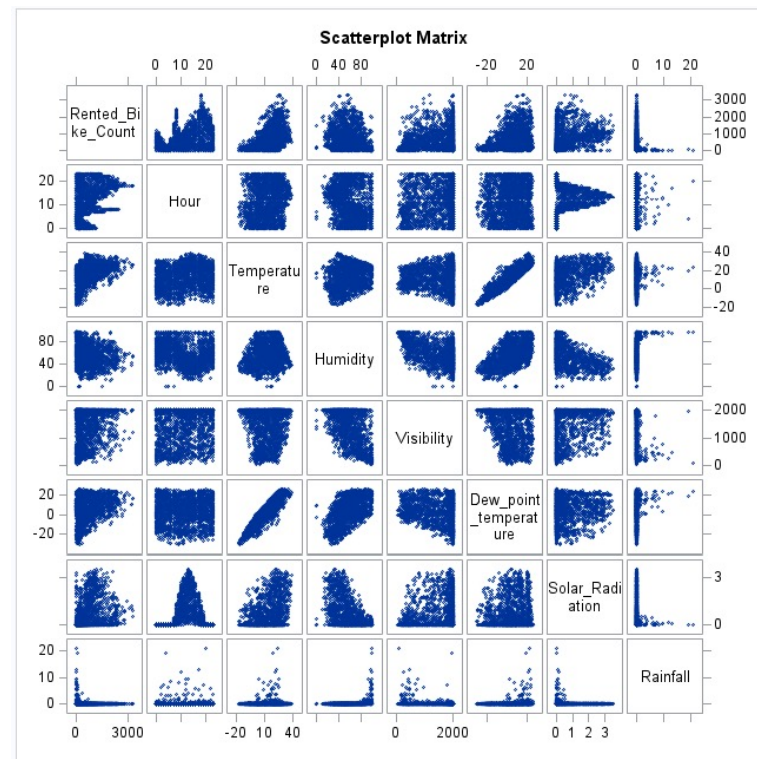 Scatterplot Matrix
0 10 20 0 40 80 -20 20 0 10 20
Rented_Bi
ke_Count
3000
2000
1000
0
20
10
0
Hour
Temperatu
re
40
20
0
-20
80
40
0
Humidity
Visibility
2000
1000
0
20
0
-20
Dew_point
_temperat
ure
Solar_Rad
iation
3
0
20
10
0
Rainfall
0 3000 -20 10 40 0 2000 0 1 2 3